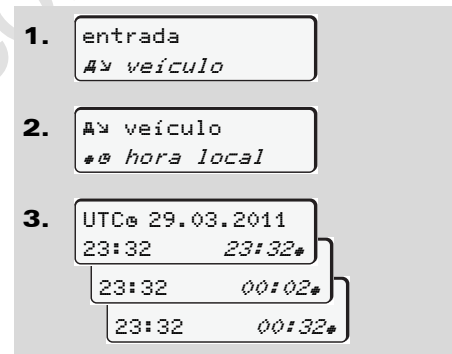 1.
entrada
veículo
2.
veículo
hora local
3.
UTC 29.03.2011
23:32 23:32
23:32 00:02
23:32 00:32